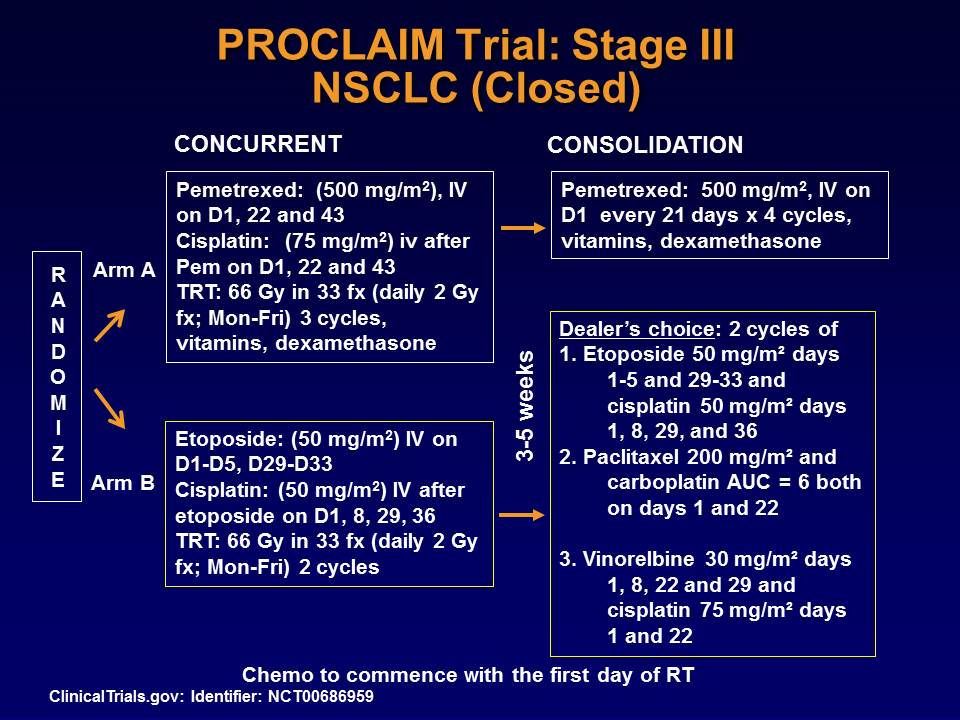 PROCLAIM Trial: Stage III
NSCLC (Closed)
CONCURRENT
CONSOLIDATION
RANDOMIZE
Arm A
Pemetrexed: (500 mg/m²), IV
on D1, 22 and 43
Cisplatin: (75 mg/m²) iv after
Pem on D1, 22 and 43
TRT: 66 Gy in 33 fx (daily 2 Gy
fx; Mon-Fri) 3 cycles,
vitamins, dexamethasone
Pemetrexed: 500 mg/m², IV on
D1 every 21 days x 4 cycles,
vitamins, dexamethasone
Arm B
Etoposide: (50 mg/m²) IV on
D1-D5, D29-D33
Cisplatin: (50 mg/m²) IV after
etoposide on D1, 8, 29, 36
TRT: 66 Gy in 33 fx (daily 2 Gy
fx; Mon-Fri) 2 cycles
3-5 weeks
Dealer’s choice: 2 cycles of
1. Etoposide 50 mg/m² days
1-5 and 29-33 and
cisplatin 50 mg/m² days
1, 8, 29, and 36
2. Paclitaxel 200 mg/m² and
carboplatin AUC = 6 both
on days 1 and 22
3. Vinorelbine 30 mg/m² days
1, 8, 22 and 29 and
cisplatin 75 mg/m² days
1 and 22
Chemo to commence with the first day of RT
ClinicalTrials.gov: Identifier: NCT00686959